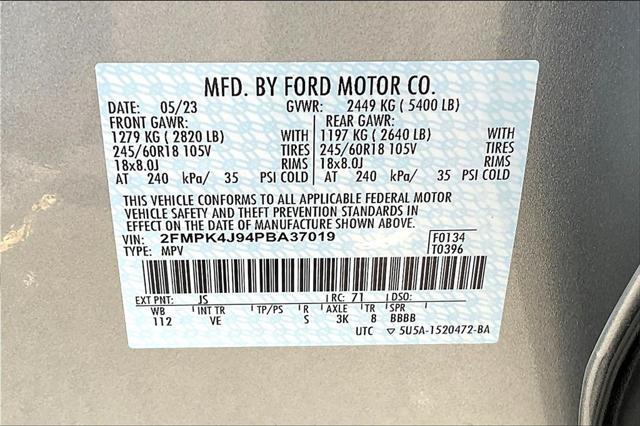 MFD. BY FORD MOTOR CO.
DATE: 05/23 GVWR: 2449 KG ( 5400 LB)
FRONT GAWR: REAR GAWR:
1279 KG ( 2820 LB) WITH 1197 KG ( 2640 LB) WITH
245/60R18 105V TIRES 245/60R18 105V TIRES
18x8.0J RIMS 18x8.0J RIMS
AT 240 kPa/ 35 PSI COLD AT 240 kPa/ 35 PSI COLD
THIS VEHICLE CONFORMS TO ALL APPLICABLE FEDERAL MOTOR
VEHICLE SAFETY AND THEFT PREVENTION STANDARDS IN
EFFECT ON THE DATE OF MANUFACTURE SHOWN ABOVE.
VIN: 2FMPK4J94PBA37019 F0134
TYPE: MPV T0396
EXT PNT: JS RC: 71 DSO:
WB INT TR TP/PS R AXLE TR SPR
112 VE S 3K 8 BBBB
UTC ▽ 5U5A-1520472-BA